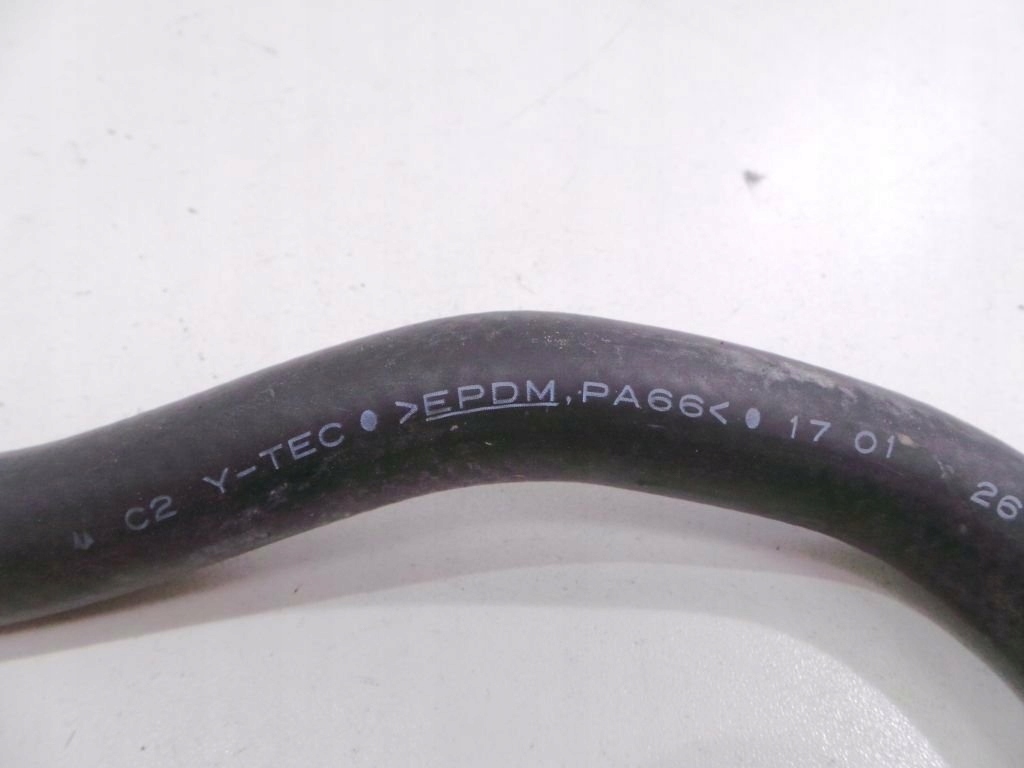 C2 Y-TEC ● >EPDM,PA66< ● 17 01 26